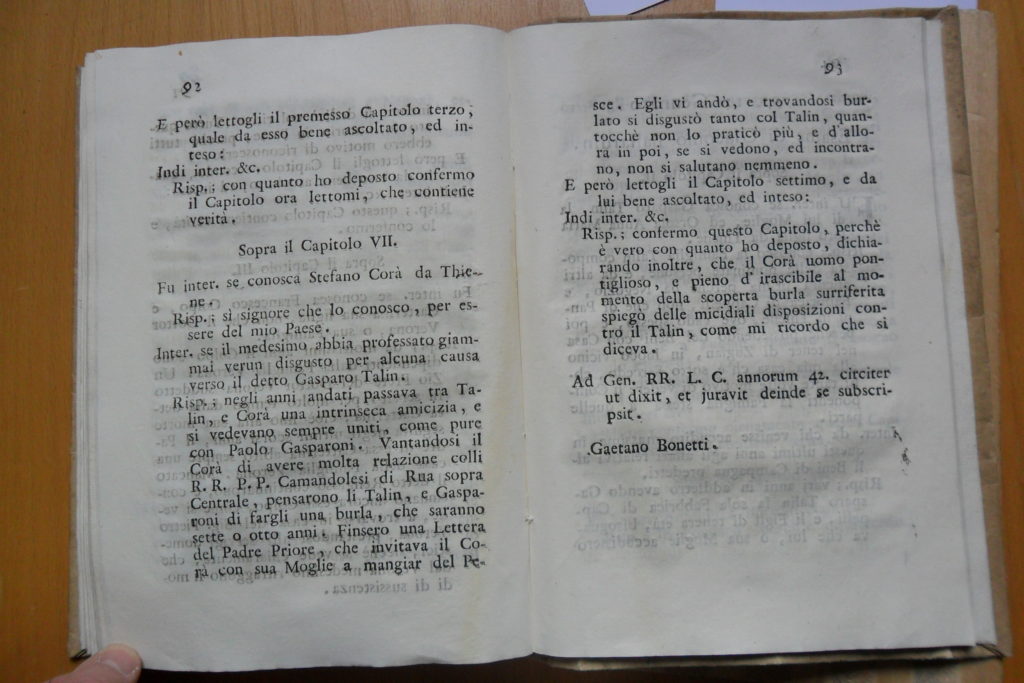 92
E però lettogli il premesso Capitolo terzo,
quale da esso bene ascoltato, ed in-
teso:
Indi inter. &c.
Risp.; con quanto ho deposto confermo
il Capitolo ora lettomi, che contiene
verità.
Sopra il Capitolo VII.
Fu inter. se conosca Stefano Corà da Thie-
ne.
Risp.; sì signore che lo conosco, per es-
sere del mio Paese.
Inter. se il medesimo abbia professato giam-
mai verun disgusto per alcuna causa
verso il detto Gasparo Talin.
Risp.; negli anni andati passava tra Ta-
lin, e Corà una intrinseca amicizia, e
si vedevano sempre uniti, come pure
con Paolo Gasparoni. Vantandosi il
Corà di avere molta relazione colli
R. R. P. P. Camandolesi di Rua sopra
Centrale, pensarono li Talin, e Gaspa-
roni di fargli una burla, che saranno
sette o otto anni. Finsero una Lettera
del Padre Priore, che invitava il Co-
rà con sua Moglie a mangiar del Pe-
93
sce. Egli vi andò, e trovandosi bur-
lato si disgustò tanto col Talin, quan-
tocchè non lo praticò più, e d'allo-
ra in poi, se si vedono, ed incontra-
no, non si salutano nemmeno.
E però lettogli il Capitolo settimo, e da
lui bene ascoltato, ed inteso:
Indi inter. &c.
Risp.; confermo questo Capitolo, perchè
è vero con quanto ho deposto, dichia-
rando inoltre, che il Corà uomo pon-
tiglioso, e pieno d'irascibile al mo-
mento della scoperta burla surriferita
spiegò delle micidiali disposizioni con-
tro il Talin, come mi ricordo che si
diceva.
Ad Gen. RR. L. C. annorum 42. circiter
ut dixit, et juravit deinde se subscri-
psit.
Gaetano Bonetti.